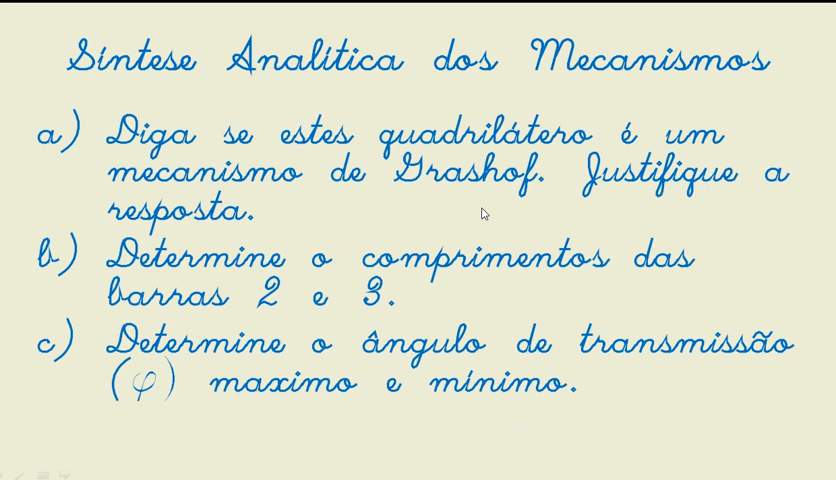 Síntese Analítica dos Mecanismos
a) Diga se estes quadrilátero é um
mecanismo de Grashof. Justifique a
resposta.
b) Determine o comprimentos das
barras 2 e 3.
c) Determine o ângulo de transmissão
(φ) maximo e mínimo.